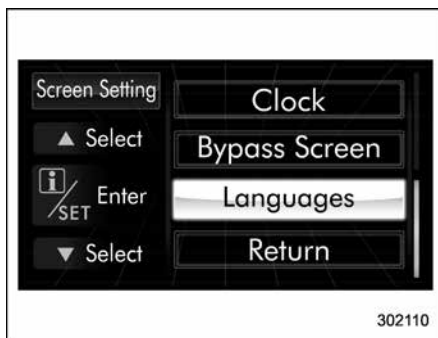 Screen Setting
▲ Select
i/SET Enter
▼ Select
Clock
Bypass Screen
Languages
Return
302110